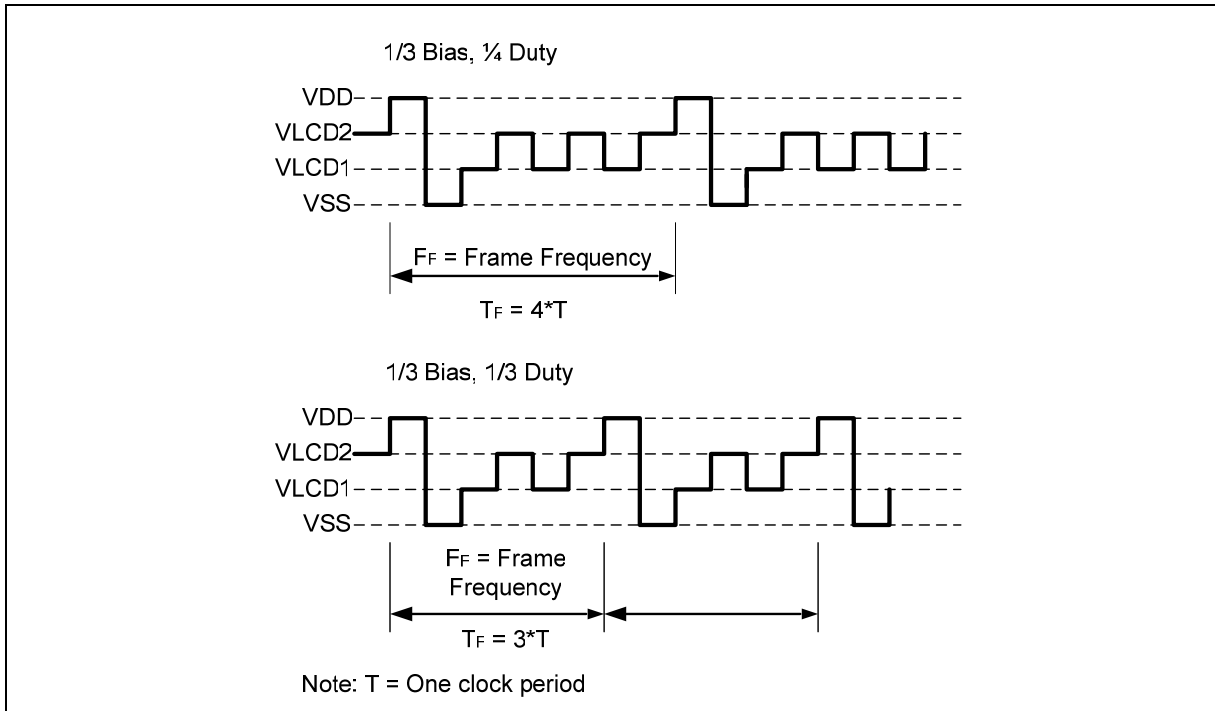 1/3 Bias, ¼ Duty
VDD
VLCD2
VLCD1
VSS
FF = Frame Frequency
TF = 4*T
1/3 Bias, 1/3 Duty
VDD
VLCD2
VLCD1
VSS
FF = Frame
Frequency
TF = 3*T
Note: T = One clock period